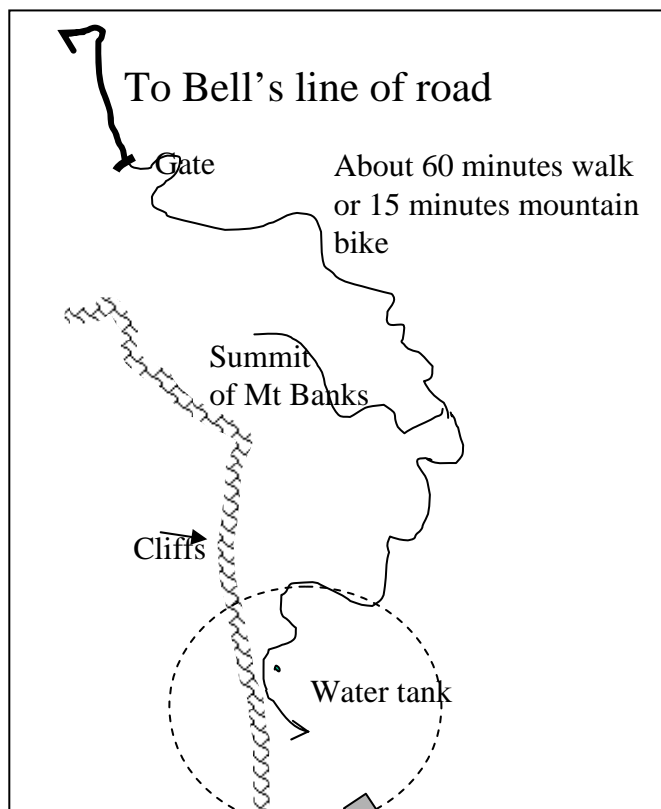 To Bell's line of road
Gate
About 60 minutes walk
or 15 minutes mountain
bike
Summit
of Mt Banks
Cliffs
Water tank